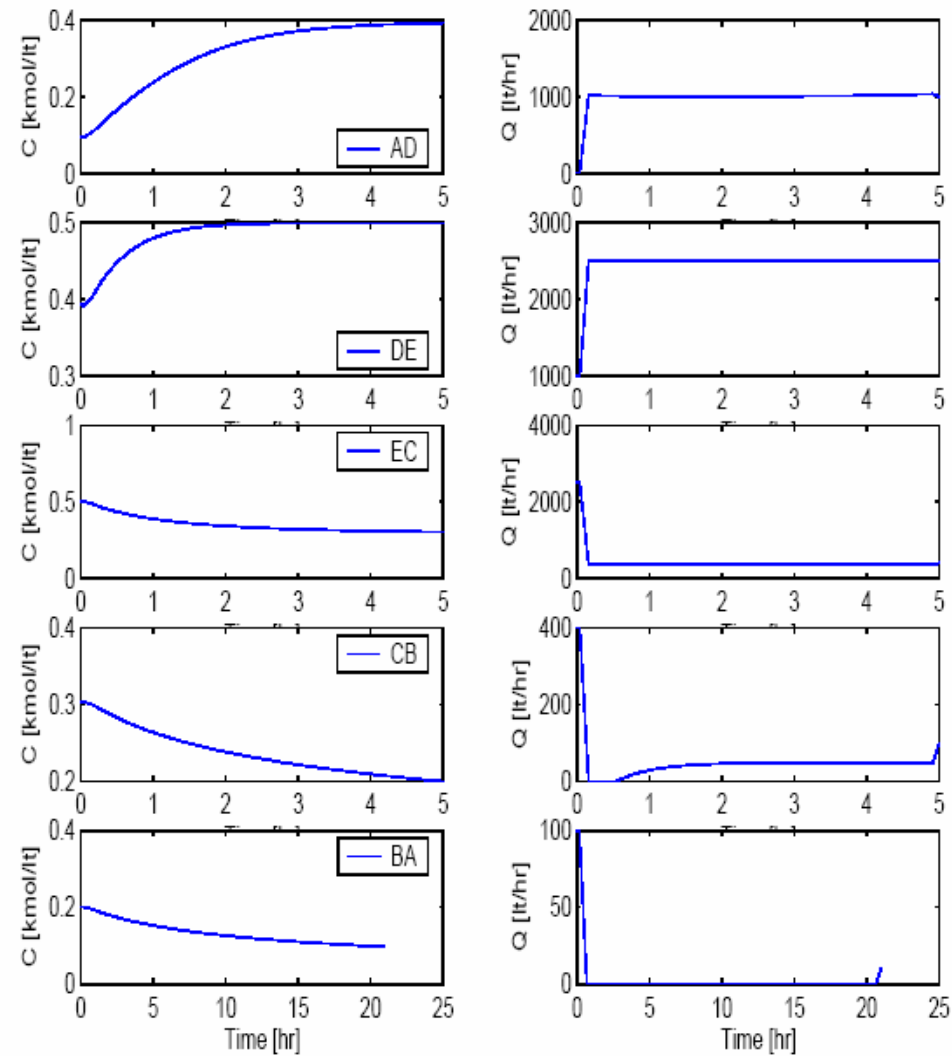 C [kmol/lt]
0.4
0.2
0
AD
0 1 2 3 4 5
Q [lt/hr]
2000
1000
0
0 1 2 3 4 5
C [kmol/lt]
0.5
0.4
0.3
DE
0 1 2 3 4 5
Q [lt/hr]
3000
2000
1000
0 1 2 3 4 5
C [kmol/lt]
1
0.5
0
EC
0 1 2 3 4 5
Q [lt/hr]
4000
2000
0
0 1 2 3 4 5
C [kmol/lt]
0.4
0.3
0.2
CB
0 1 2 3 4 5
Q [lt/hr]
400
200
0
0 1 2 3 4 5
C [kmol/lt]
0.4
0.2
0
BA
0 5 10 15 20 25
Time [hr]
Q [lt/hr]
100
50
0
0 5 10 15 20 25
Time [hr]